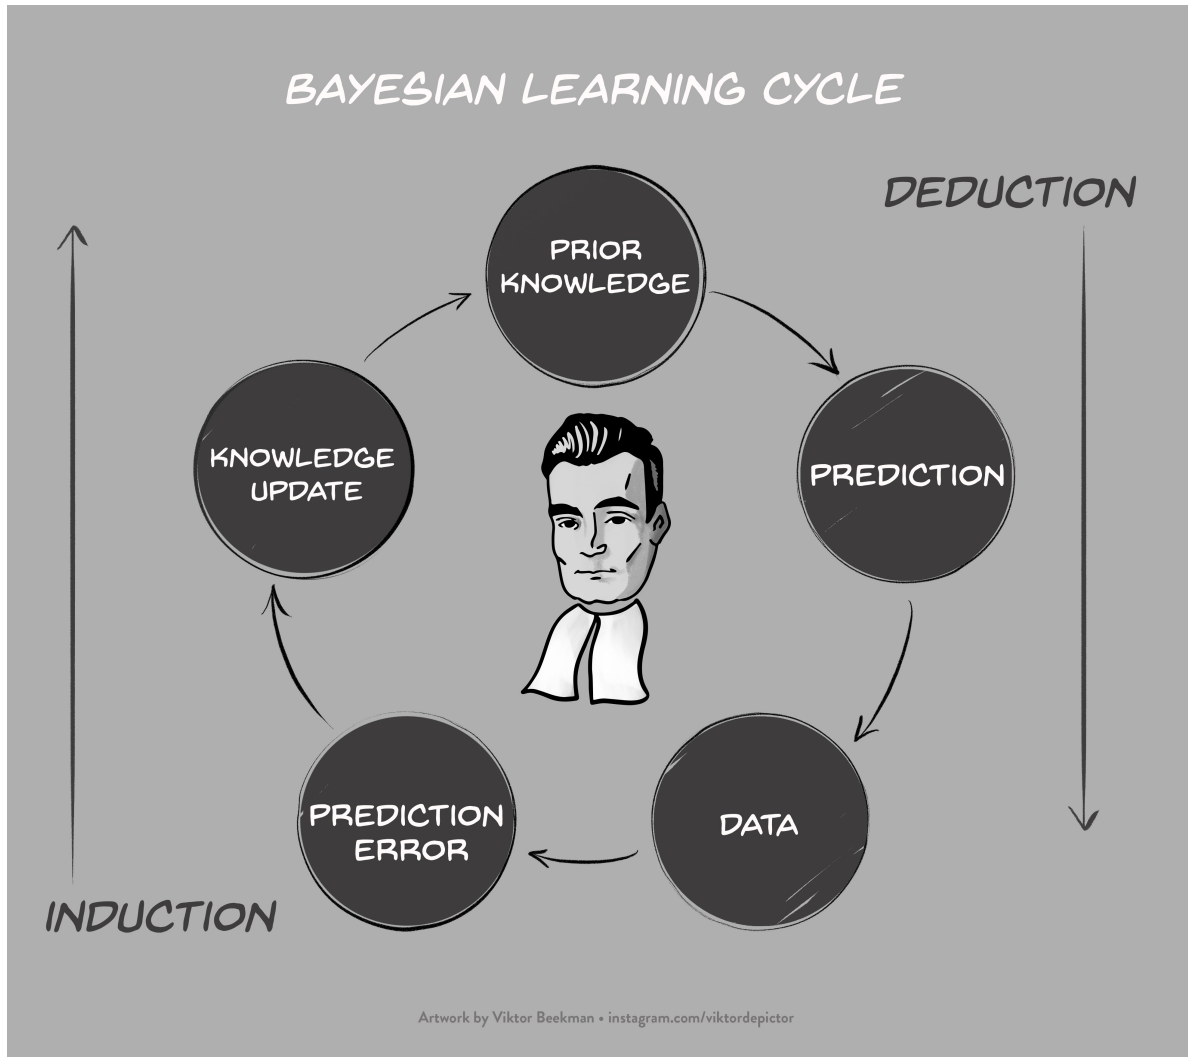 BAYESIAN LEARNING CYCLE
DEDUCTION
PRIOR
KNOWLEDGE
PREDICTION
KNOWLEDGE
UPDATE
PREDICTION
ERROR
DATA
INDUCTION
Artwork by Viktor Beekman • instagram.com/viktordepictor